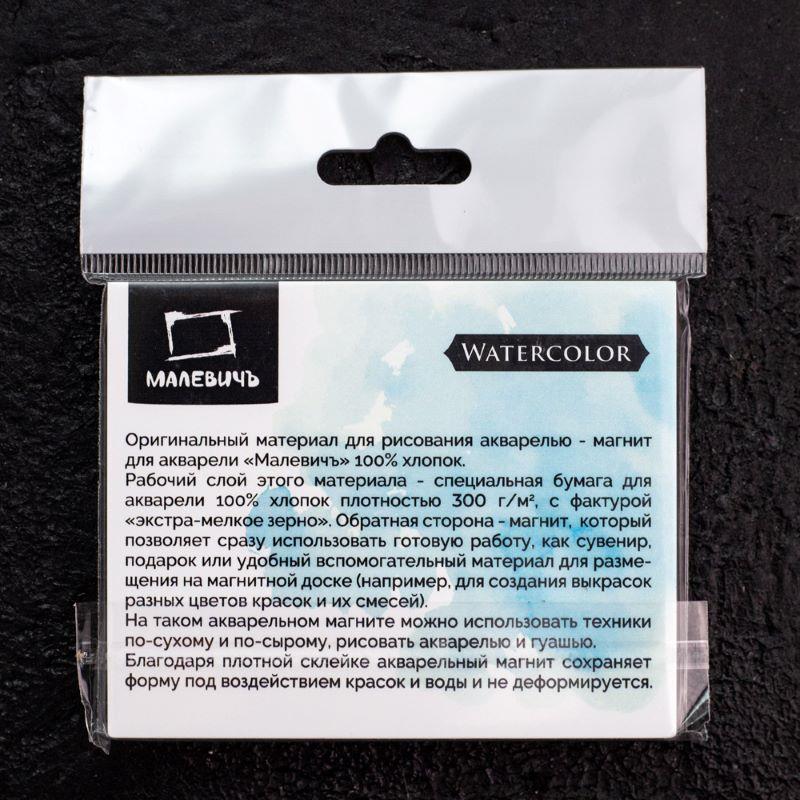 МАЛЕВИЧЪ
WATERCOLOR
Оригинальный материал для рисования акварелью - магнит
для акварели «Малевичъ» 100% хлопок.
Рабочий слой этого материала - специальная бумага для
акварели 100% хлопок плотностью 300 г/м², с фактурой
«экстра-мелкое зерно». Обратная сторона - магнит, который
позволяет сразу использовать готовую работу, как сувенир,
подарок или удобный вспомогательный материал для разме-
щения на магнитной доске (например, для создания выкрасок
разных цветов красок и их смесей).
На таком акварельном магните можно использовать техники
по-сухому и по-сырому, рисовать акварелью и гуашью.
Благодаря плотной склейке акварельный магнит сохраняет
форму под воздействием красок и воды и не деформируется.